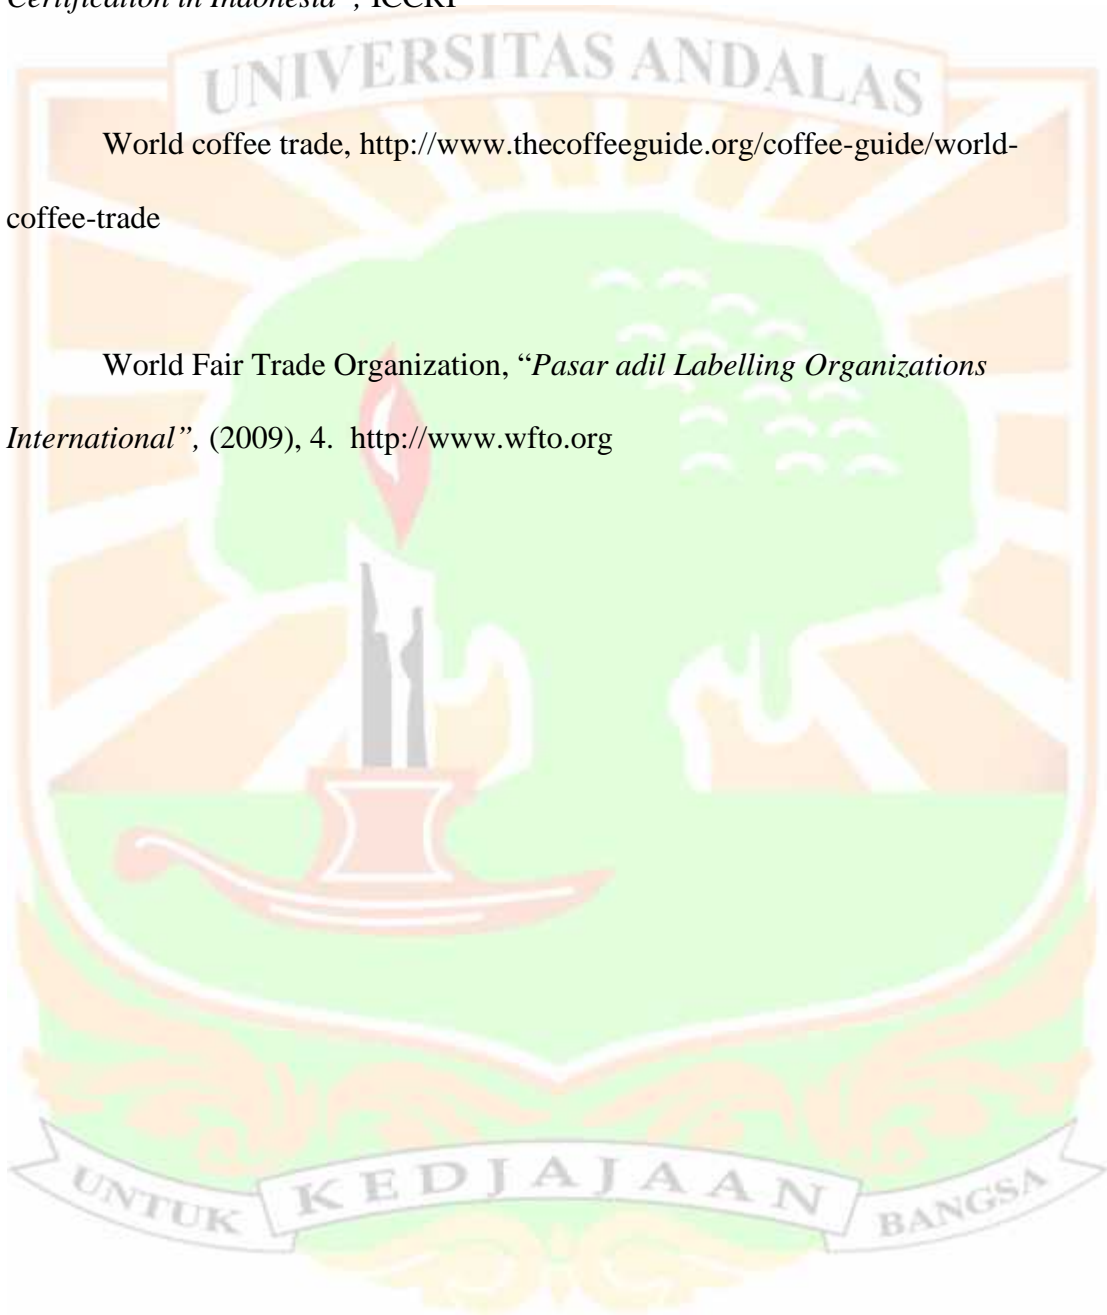 Certification in Indonesia", ICCRI
UNIVERSITAS ANDALAS
World coffee trade, http://www.thecoffeeguide.org/coffee-guide/world-
coffee-trade
World Fair Trade Organization, “Pasar adil Labelling Organizations
International”, (2009), 4. http://www.wfto.org
UNTUK KEDJAJAAN BANGSA